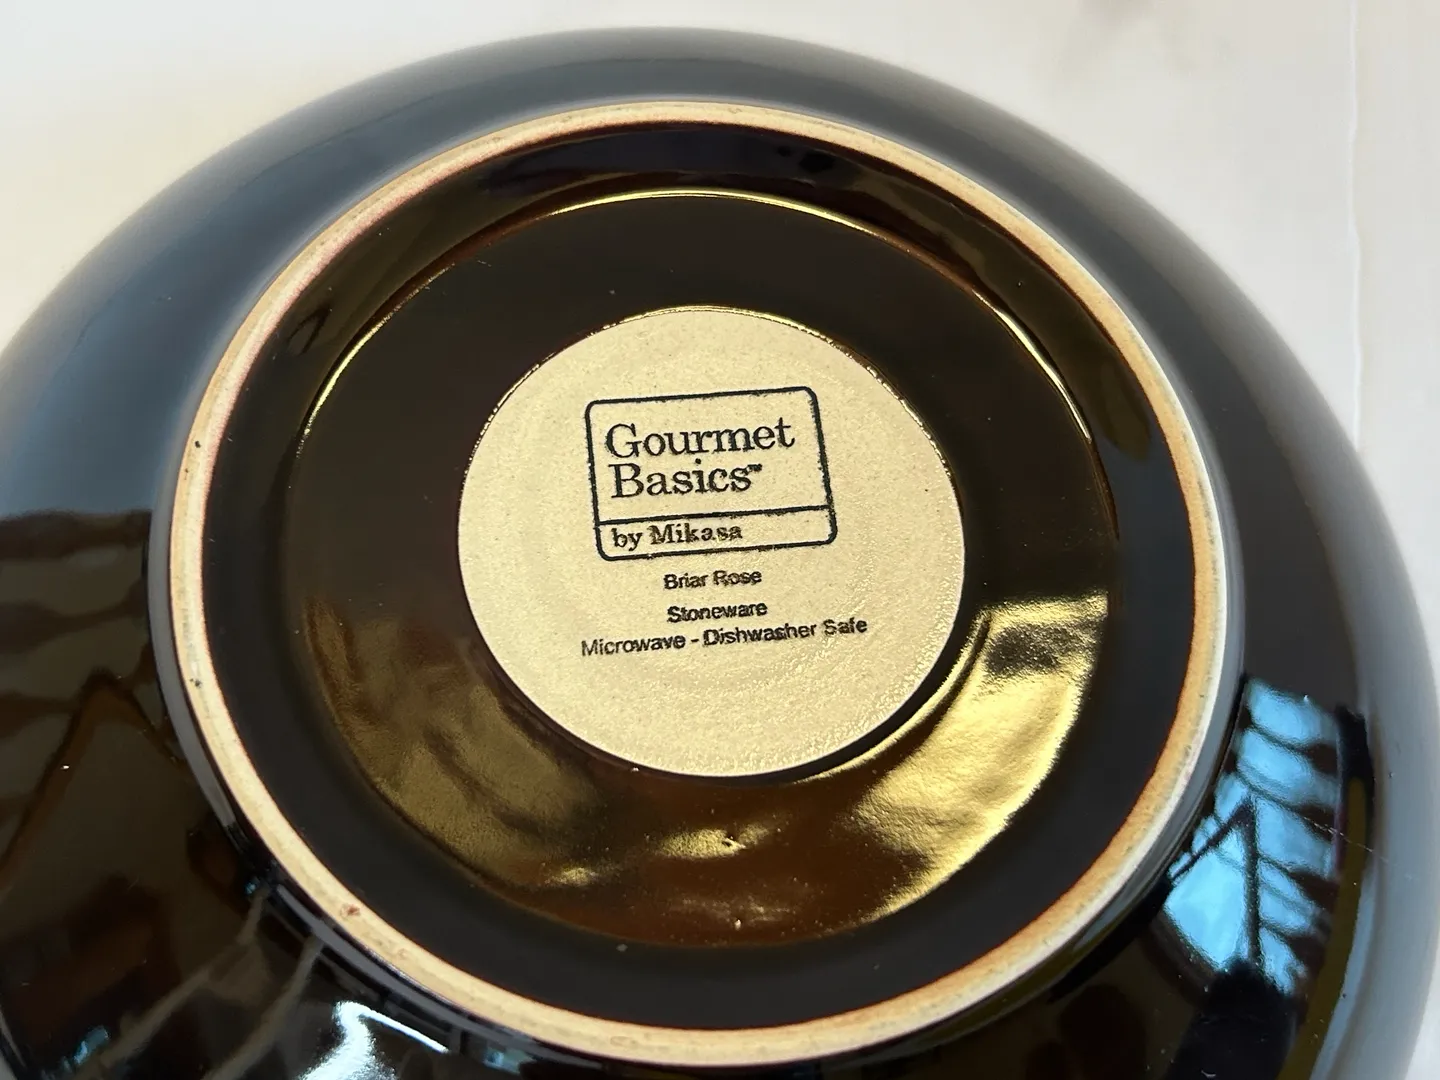 Gourmet
Basics™
by Mikasa
Briar Rose
Stoneware
Microwave - Dishwasher Safe